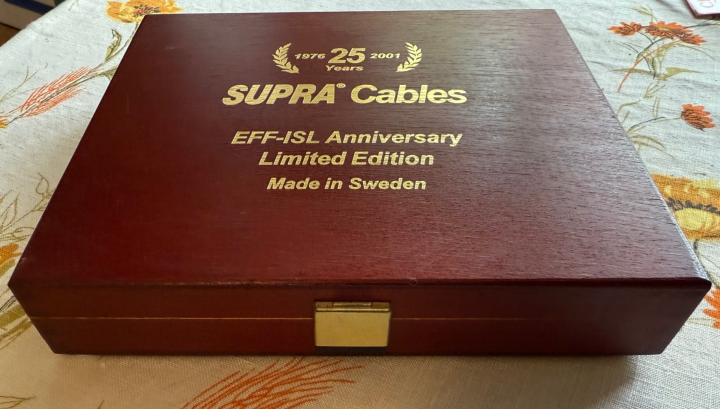 1976 25 2001
Years
SUPRA® Cables
EFF-ISL Anniversary
Limited Edition
Made in Sweden